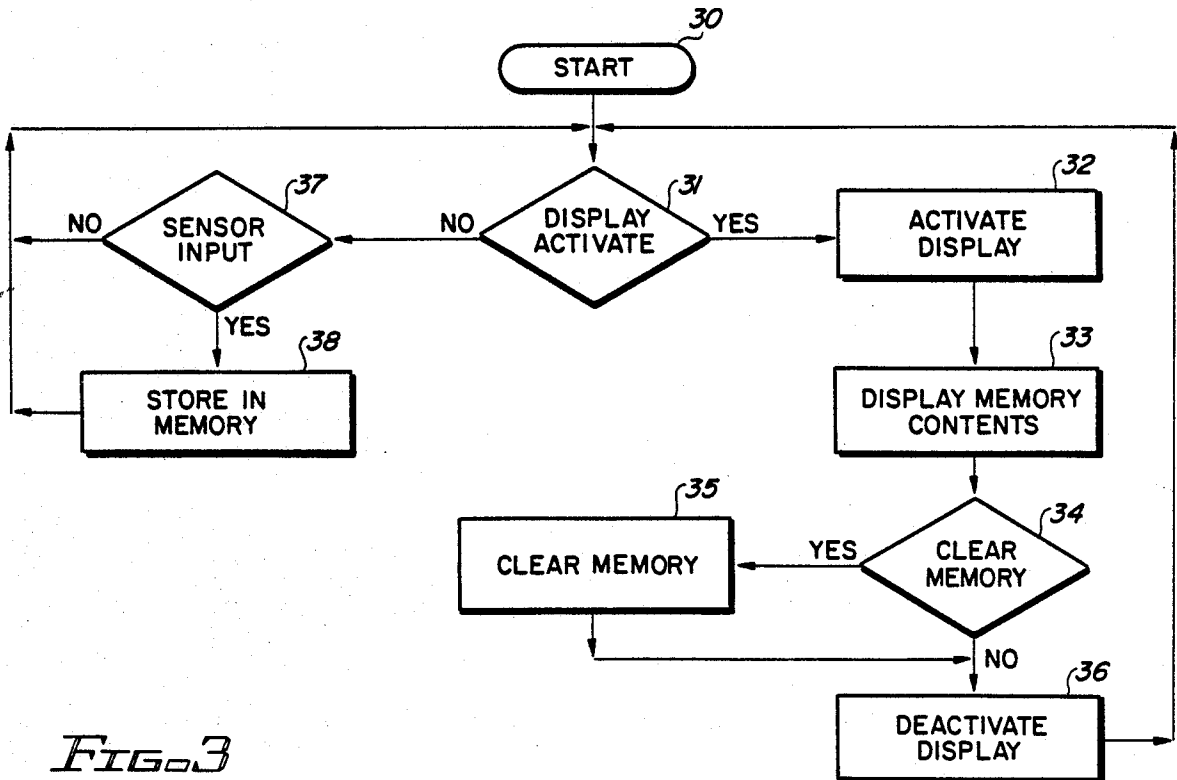 30
START
37
SENSOR
INPUT
NO
YES
31
DISPLAY
ACTIVATE
NO
YES
32
ACTIVATE
DISPLAY
38
STORE IN
MEMORY
33
DISPLAY MEMORY
CONTENTS
34
CLEAR
MEMORY
YES
NO
35
CLEAR MEMORY
36
DEACTIVATE
DISPLAY
FIG. 3